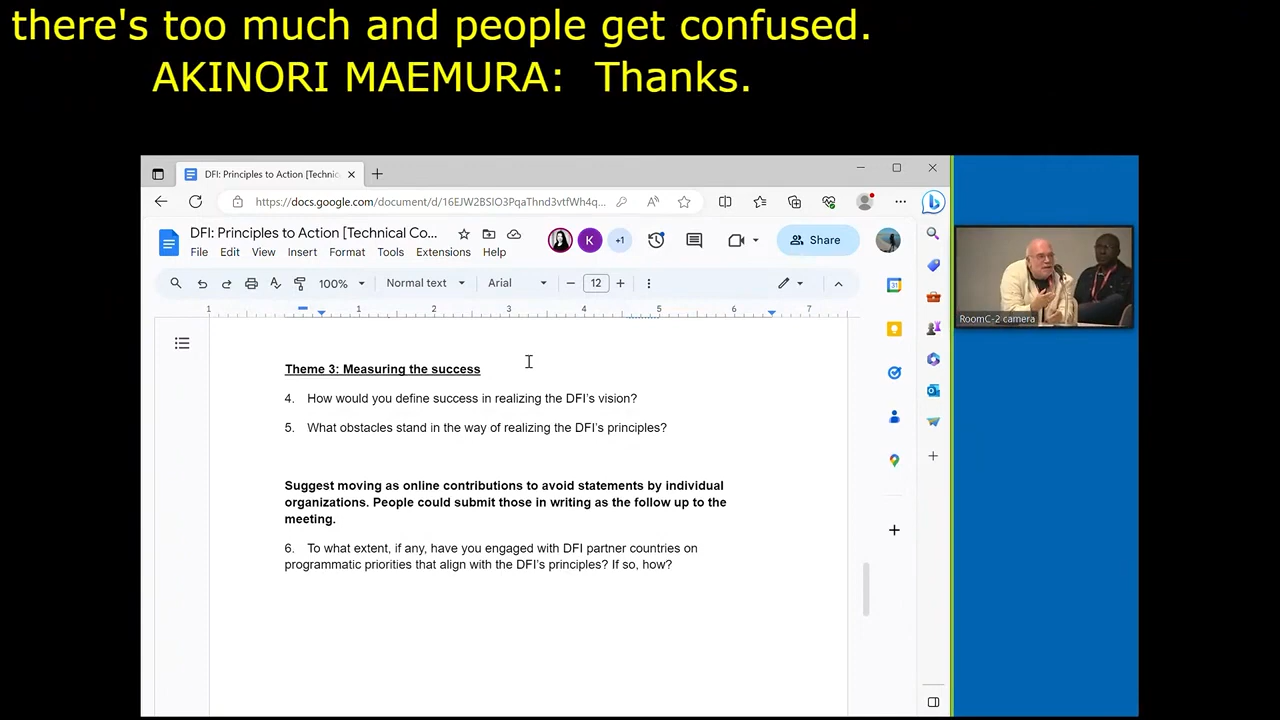 there's too much and people get confused.
AKINORI MAEMURA: Thanks.
DFI: Principles to Action [Technic
https://docs.google.com/document/d/16EJW2BSIO3PqaThnd3vtfWh4q...
DFI: Principles to Action [Technical Co...
K
+1
Share
File Edit View Insert Format Tools Extensions Help
100% Normal text Arial 12
1 1 2 3 4 5 6 7
Theme 3: Measuring the success
4. How would you define success in realizing the DFI's vision?
5. What obstacles stand in the way of realizing the DFI's principles?
Suggest moving as online contributions to avoid statements by individual
organizations. People could submit those in writing as the follow up to the
meeting.
6. To what extent, if any, have you engaged with DFI partner countries on
programmatic priorities that align with the DFI's principles? If so, how?
RoomC-2 camera